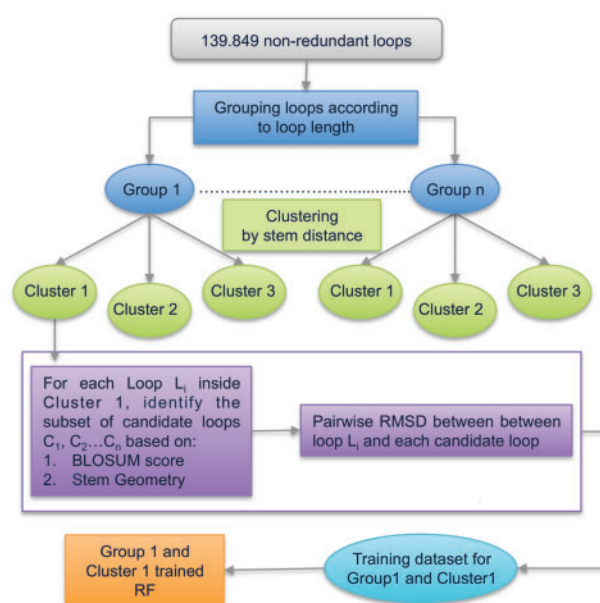 139.849 non-redundant loops
Grouping loops according
to loop length
Group 1
Group n
Clustering
by stem distance
Cluster 1
Cluster 2
Cluster 3
Cluster 1
Cluster 2
Cluster 3
For each Loop Li inside
Cluster 1, identify the
subset of candidate loops
C1, C2...Cn based on:
1. BLOSUM score
2. Stem Geometry
Pairwise RMSD between between
loop Li and each candidate loop
Training dataset for
Group1 and Cluster1
Group 1 and
Cluster 1 trained
RF